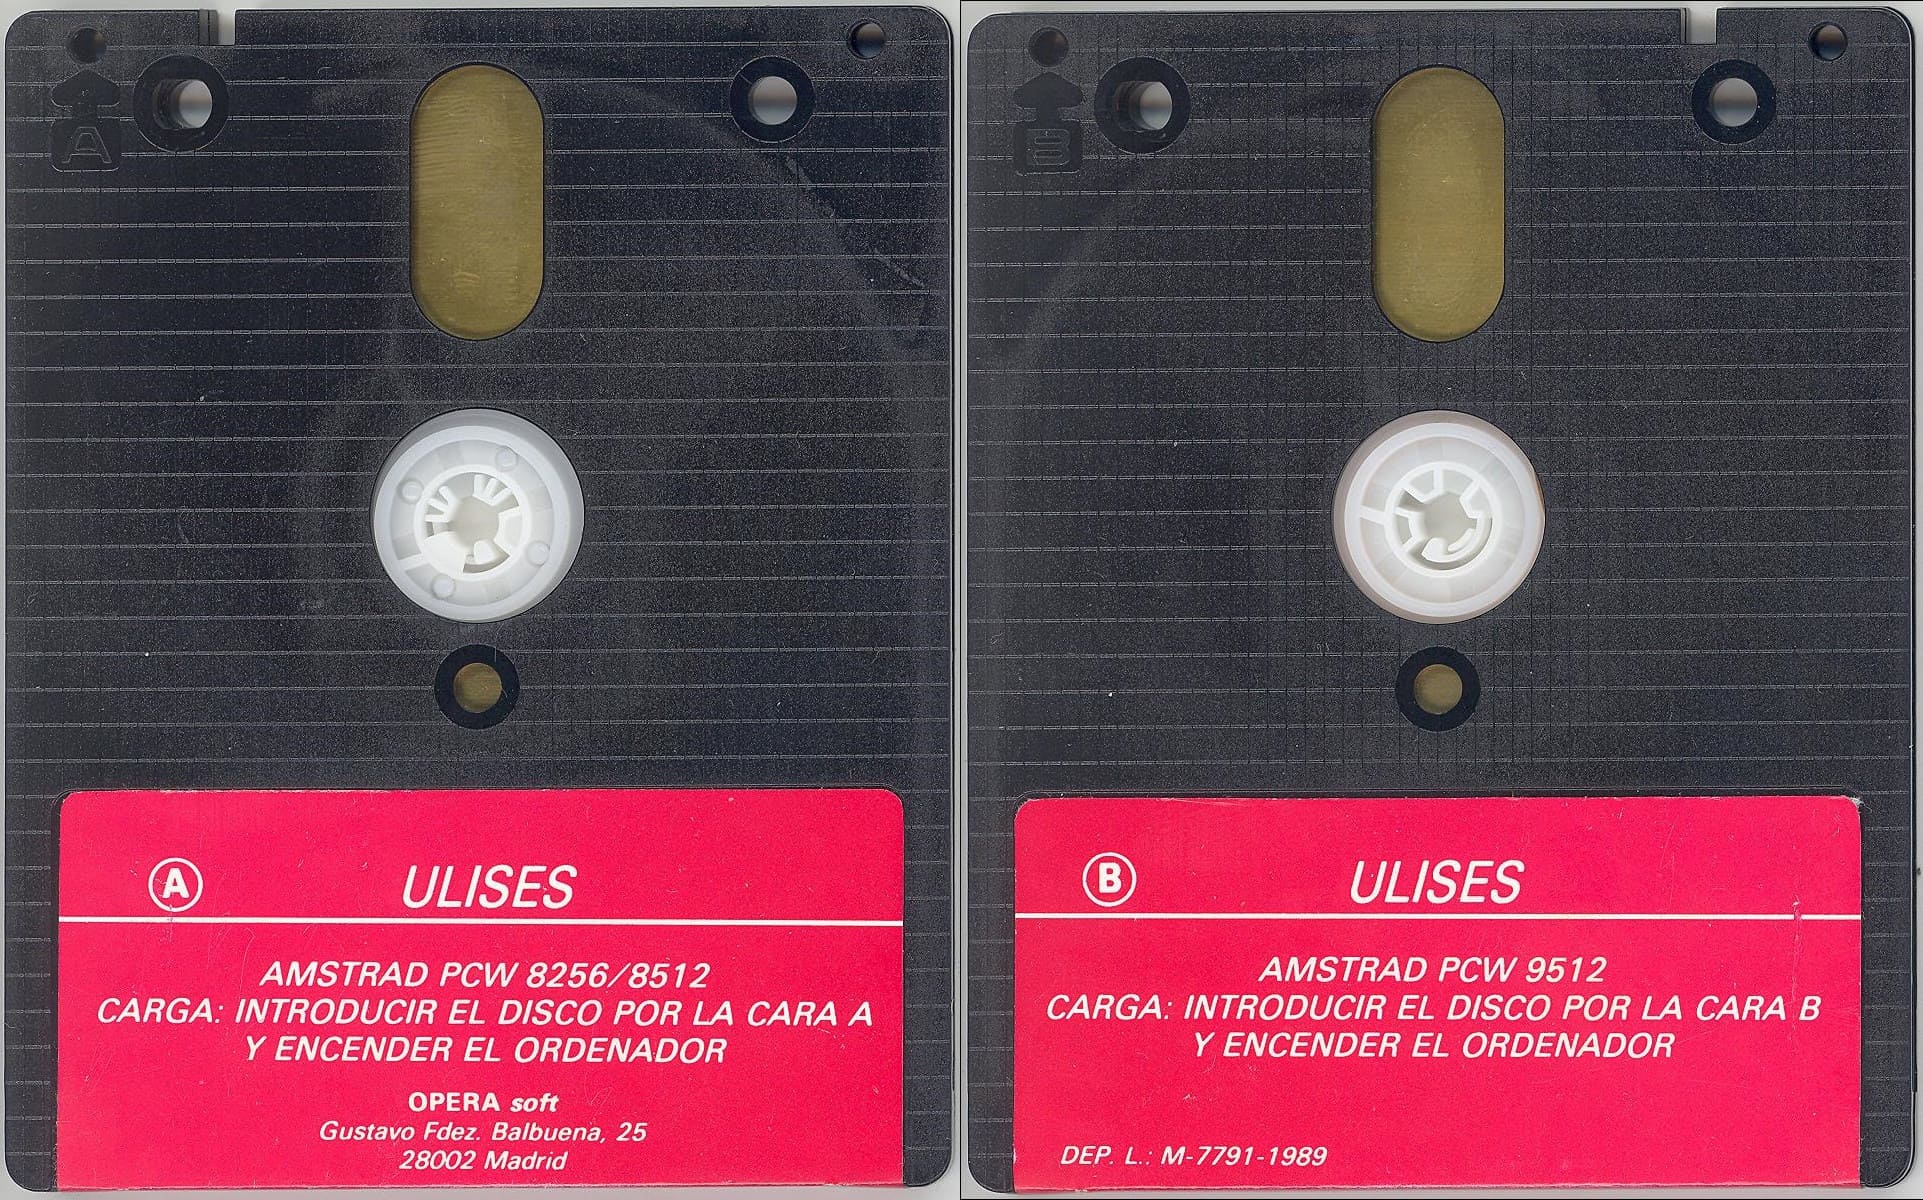 A
A
ULISES
AMSTRAD PCW 8256/8512
CARGA: INTRODUCIR EL DISCO POR LA CARA A
Y ENCENDER EL ORDENADOR
OPERA soft
Gustavo Fdez. Balbuena, 25
28002 Madrid
B
B
ULISES
AMSTRAD PCW 9512
CARGA: INTRODUCIR EL DISCO POR LA CARA B
Y ENCENDER EL ORDENADOR
DEP. L.: M-7791-1989